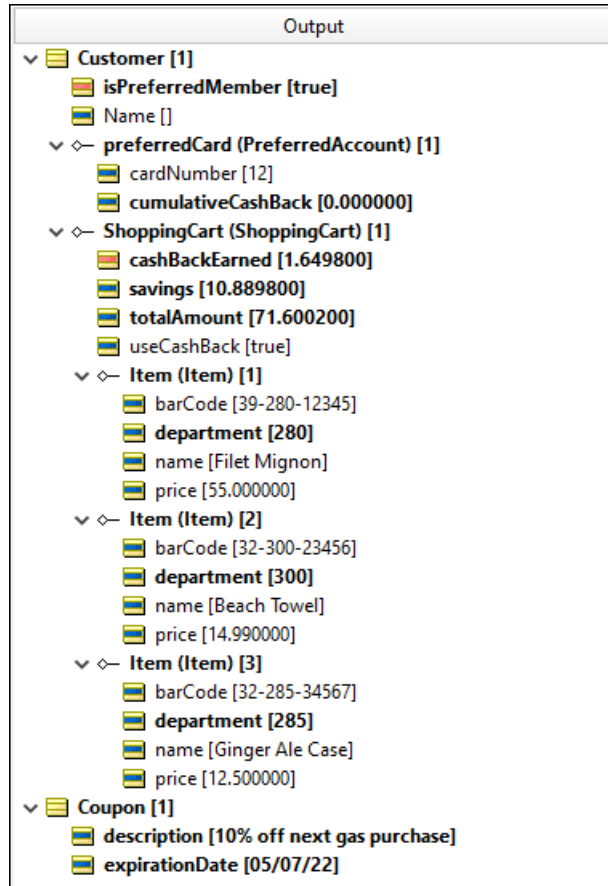 Output
Customer [1]
isPreferredMember [true]
Name []
preferredCard (PreferredAccount) [1]
cardNumber [12]
cumulativeCashBack [0.000000]
ShoppingCart (ShoppingCart) [1]
cashBackEarned [1.649800]
savings [10.889800]
totalAmount [71.600200]
useCashBack [true]
Item (Item) [1]
barCode [39-280-12345]
department [280]
name [Filet Mignon]
price [55.000000]
Item (Item) [2]
barCode [32-300-23456]
department [300]
name [Beach Towel]
price [14.990000]
Item (Item) [3]
barCode [32-285-34567]
department [285]
name [Ginger Ale Case]
price [12.500000]
Coupon [1]
description [10% off next gas purchase]
expirationDate [05/07/22]